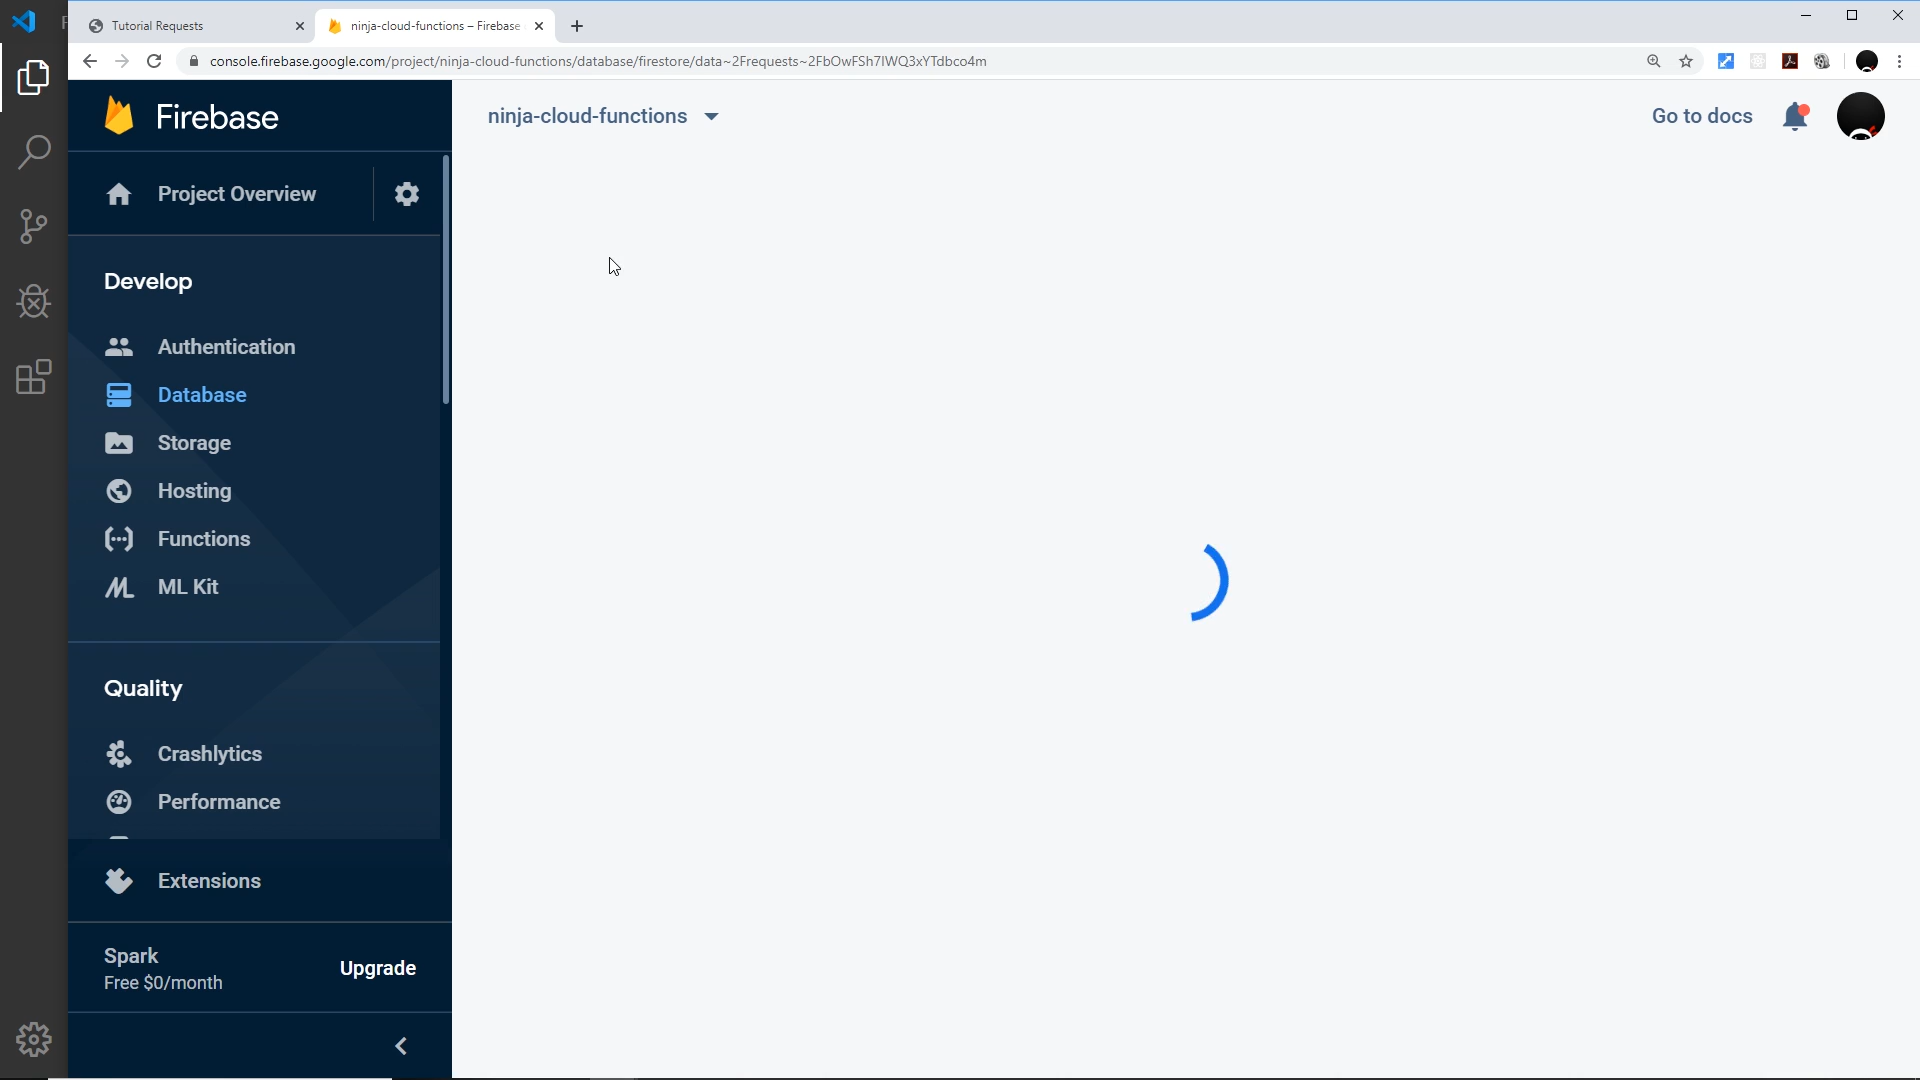 Tutorial Requests
ninja-cloud-functions – Firebase
console.firebase.google.com/project/ninja-cloud-functions/database/firestore/data~2Frequests~2FbOwFSh7IWQ3xYTdbco4m
Firebase
ninja-cloud-functions
Go to docs
Project Overview
Develop
Authentication
Database
Storage
Hosting
Functions
ML Kit
Quality
Crashlytics
Performance
Extensions
Spark
Free $0/month
Upgrade